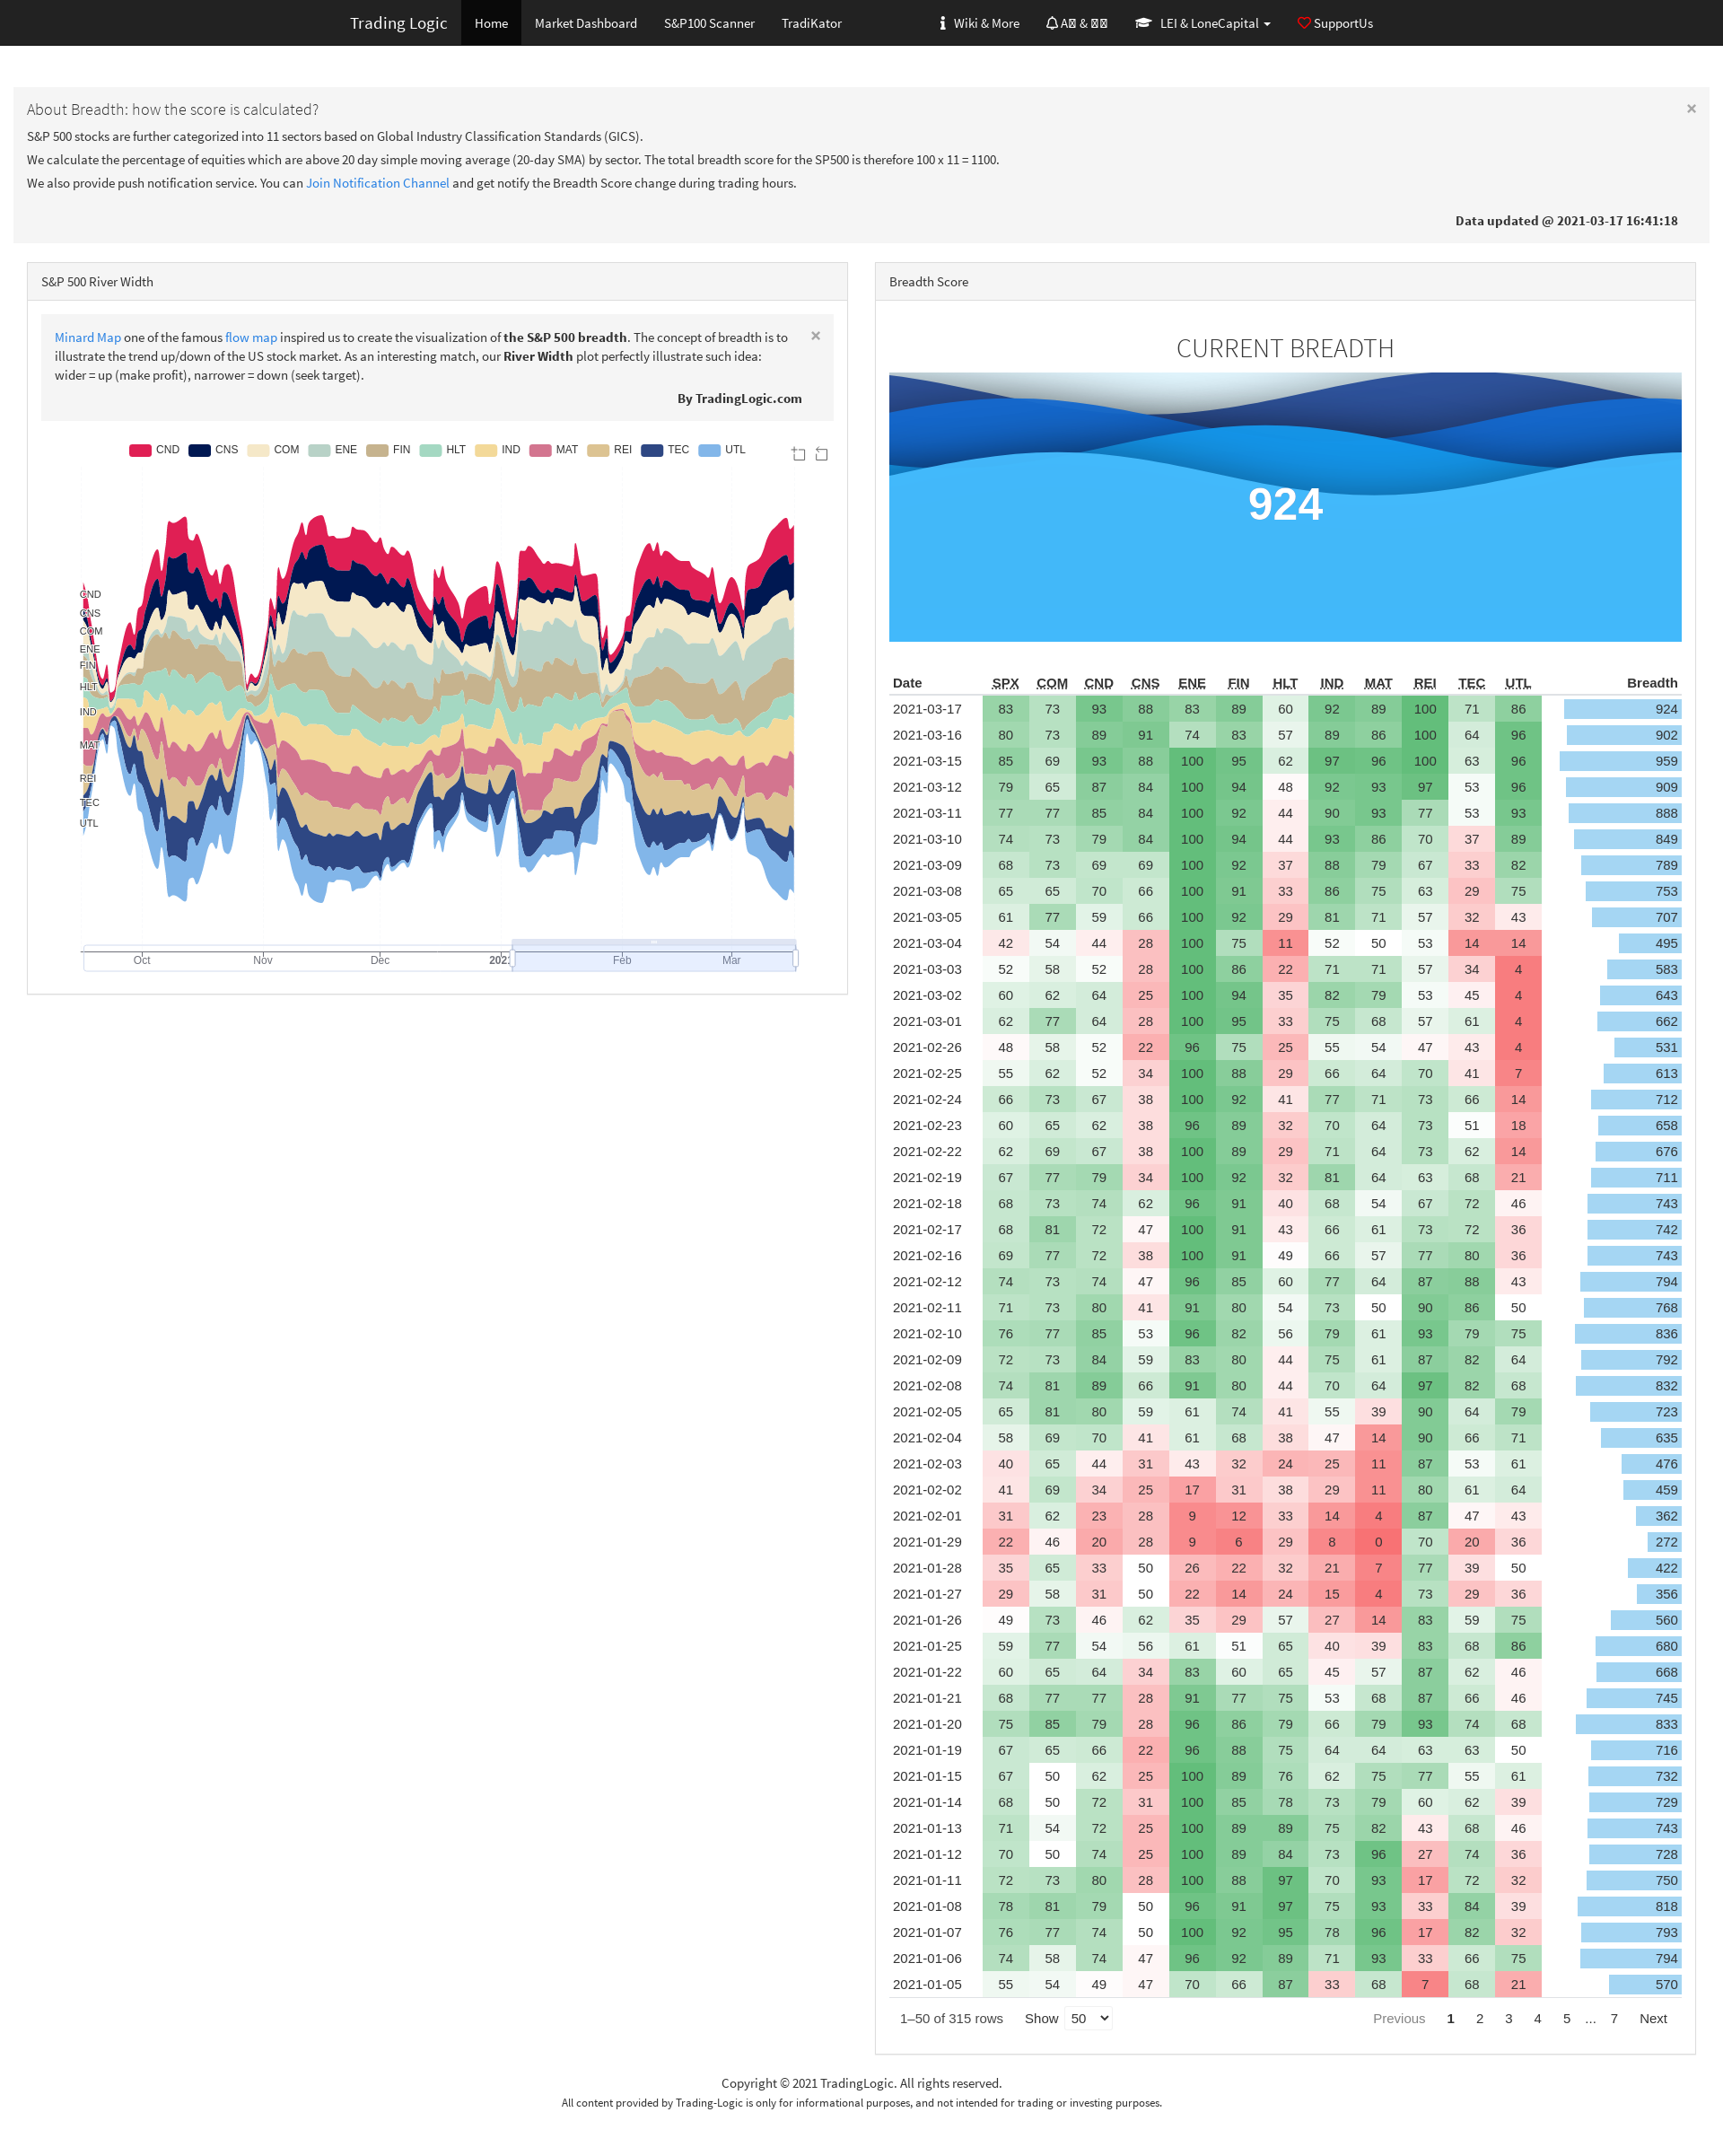 Trading Logic Home Market Dashboard S&P100 Scanner TradiKator Wiki & More A & LEI & LoneCapital SupportUs
About Breadth: how the score is calculated? ×
S&P 500 stocks are further categorized into 11 sectors based on Global Industry Classification Standards (GICS).
We calculate the percentage of equities which are above 20 day simple moving average (20-day SMA) by sector. The total breadth score for the SP500 is therefore 100 x 11 = 1100.
We also provide push notification service. You can Join Notification Channel and get notify the Breadth Score change during trading hours.
Data updated @ 2021-03-17 16:41:18
S&P 500 River Width
Minard Map one of the famous flow map inspired us to create the visualization of the S&P 500 breadth. The concept of breadth is to ×
illustrate the trend up/down of the US stock market. As an interesting match, our River Width plot perfectly illustrate such idea:
wider = up (make profit), narrower = down (seek target).
By TradingLogic.com
CND CNS COM ENE FIN HLT IND MAT REI TEC UTL
CND
CNS
COM
ENE
FIN
HLT
IND
MAT
REI
TEC
UTL
Oct Nov Dec 2021 Feb Mar
Breadth Score
CURRENT BREADTH
924
Date SPX COM CND CNS ENE FIN HLT IND MAT REI TEC UTL Breadth
2021-03-17 83 73 93 88 83 89 60 92 89 100 71 86 924
2021-03-16 80 73 89 91 74 83 57 89 86 100 64 96 902
2021-03-15 85 69 93 88 100 95 62 97 96 100 63 96 959
2021-03-12 79 65 87 84 100 94 48 92 93 97 53 96 909
2021-03-11 77 77 85 84 100 92 44 90 93 77 53 93 888
2021-03-10 74 73 79 84 100 94 44 93 86 70 37 89 849
2021-03-09 68 73 69 69 100 92 37 88 79 67 33 82 789
2021-03-08 65 65 70 66 100 91 33 86 75 63 29 75 753
2021-03-05 61 77 59 66 100 92 29 81 71 57 32 43 707
2021-03-04 42 54 44 28 100 75 11 52 50 53 14 14 495
2021-03-03 52 58 52 28 100 86 22 71 71 57 34 4 583
2021-03-02 60 62 64 25 100 94 35 82 79 53 45 4 643
2021-03-01 62 77 64 28 100 95 33 75 68 57 61 4 662
2021-02-26 48 58 52 22 96 75 25 55 54 47 43 4 531
2021-02-25 55 62 52 34 100 88 29 66 64 70 41 7 613
2021-02-24 66 73 67 38 100 92 41 77 71 73 66 14 712
2021-02-23 60 65 62 38 96 89 32 70 64 73 51 18 658
2021-02-22 62 69 67 38 100 89 29 71 64 73 62 14 676
2021-02-19 67 77 79 34 100 92 32 81 64 63 68 21 711
2021-02-18 68 73 74 62 96 91 40 68 54 67 72 46 743
2021-02-17 68 81 72 47 100 91 43 66 61 73 72 36 742
2021-02-16 69 77 72 38 100 91 49 66 57 77 80 36 743
2021-02-12 74 73 74 47 96 85 60 77 64 87 88 43 794
2021-02-11 71 73 80 41 91 80 54 73 50 90 86 50 768
2021-02-10 76 77 85 53 96 82 56 79 61 93 79 75 836
2021-02-09 72 73 84 59 83 80 44 75 61 87 82 64 792
2021-02-08 74 81 89 66 91 80 44 70 64 97 82 68 832
2021-02-05 65 81 80 59 61 74 41 55 39 90 64 79 723
2021-02-04 58 69 70 41 61 68 38 47 14 90 66 71 635
2021-02-03 40 65 44 31 43 32 24 25 11 87 53 61 476
2021-02-02 41 69 34 25 17 31 38 29 11 80 61 64 459
2021-02-01 31 62 23 28 9 12 33 14 4 87 47 43 362
2021-01-29 22 46 20 28 9 6 29 8 0 70 20 36 272
2021-01-28 35 65 33 50 26 22 32 21 7 77 39 50 422
2021-01-27 29 58 31 50 22 14 24 15 4 73 29 36 356
2021-01-26 49 73 46 62 35 29 57 27 14 83 59 75 560
2021-01-25 59 77 54 56 61 51 65 40 39 83 68 86 680
2021-01-22 60 65 64 34 83 60 65 45 57 87 62 46 668
2021-01-21 68 77 77 28 91 77 75 53 68 87 66 46 745
2021-01-20 75 85 79 28 96 86 79 66 79 93 74 68 833
2021-01-19 67 65 66 22 96 88 75 64 64 63 63 50 716
2021-01-15 67 50 62 25 100 89 76 62 75 77 55 61 732
2021-01-14 68 50 72 31 100 85 78 73 79 60 62 39 729
2021-01-13 71 54 72 25 100 89 89 75 82 43 68 46 743
2021-01-12 70 50 74 25 100 89 84 73 96 27 74 36 728
2021-01-11 72 73 80 28 100 88 97 70 93 17 72 32 750
2021-01-08 78 81 79 50 96 91 97 75 93 33 84 39 818
2021-01-07 76 77 74 50 100 92 95 78 96 17 82 32 793
2021-01-06 74 58 74 47 96 92 89 71 93 33 66 75 794
2021-01-05 55 54 49 47 70 66 87 33 68 7 68 21 570
1–50 of 315 rows Show 50 Previous 1 2 3 4 5 ... 7 Next
Copyright © 2021 TradingLogic. All rights reserved.
All content provided by Trading-Logic is only for informational purposes, and not intended for trading or investing purposes.